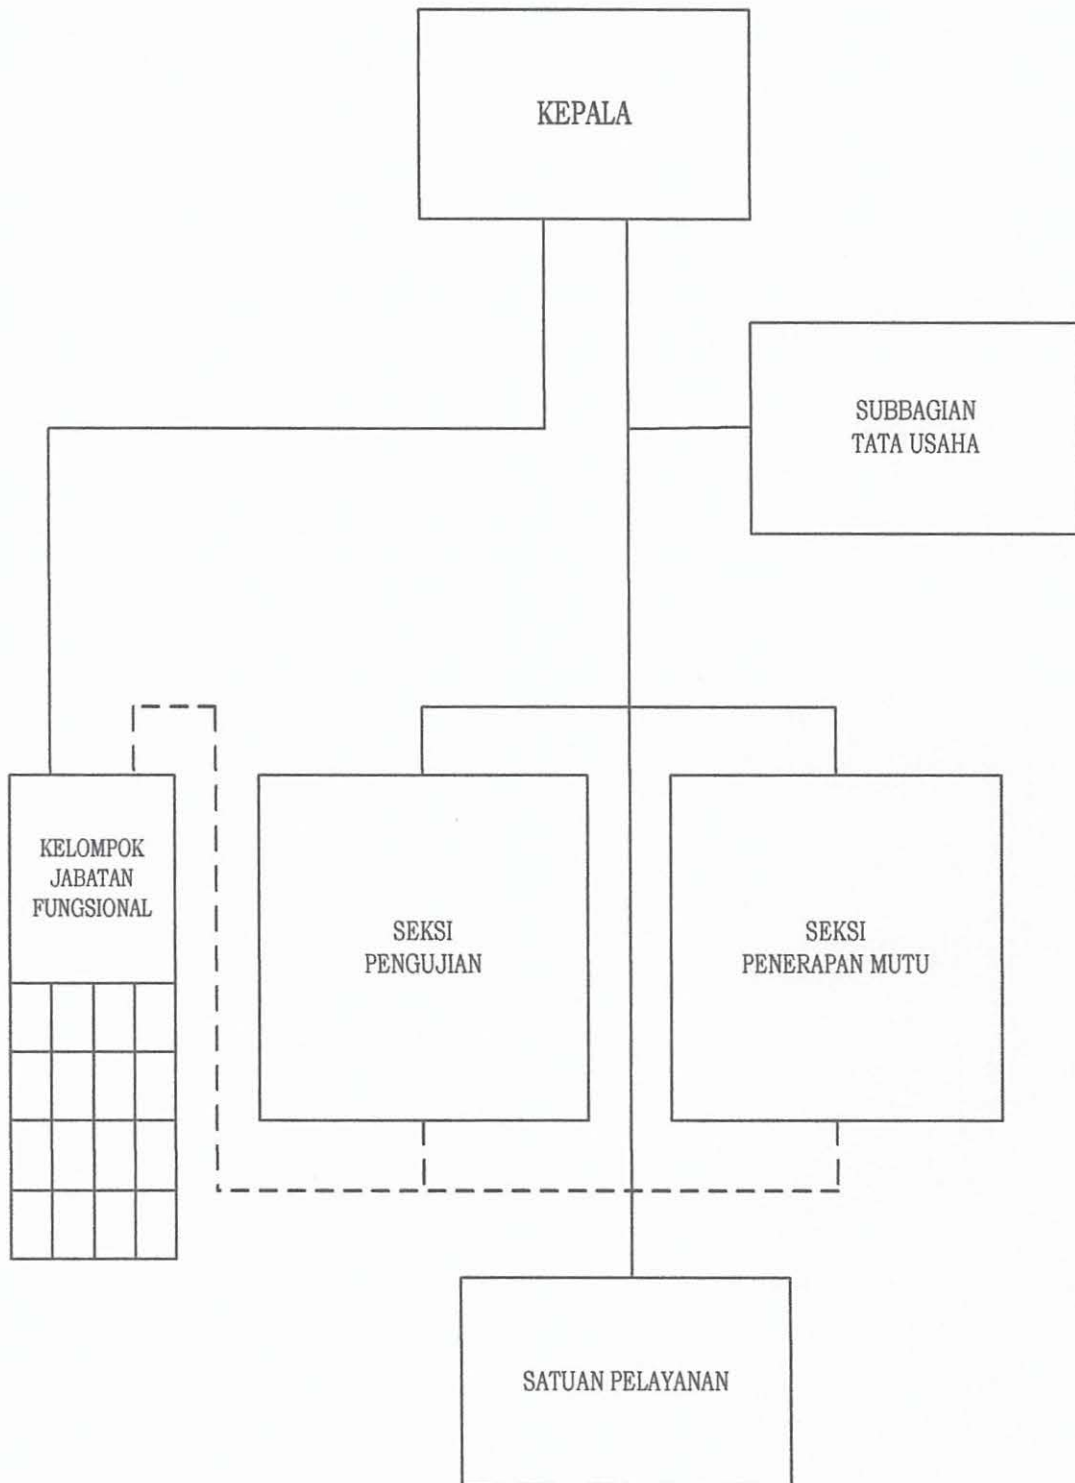 KEPALA
SUBBAGIAN
TATA USAHA
KELOMPOK
JABATAN
FUNGSIONAL
SEKSI
PENGUJIAN
SEKSI
PENERAPAN MUTU
SATUAN PELAYANAN